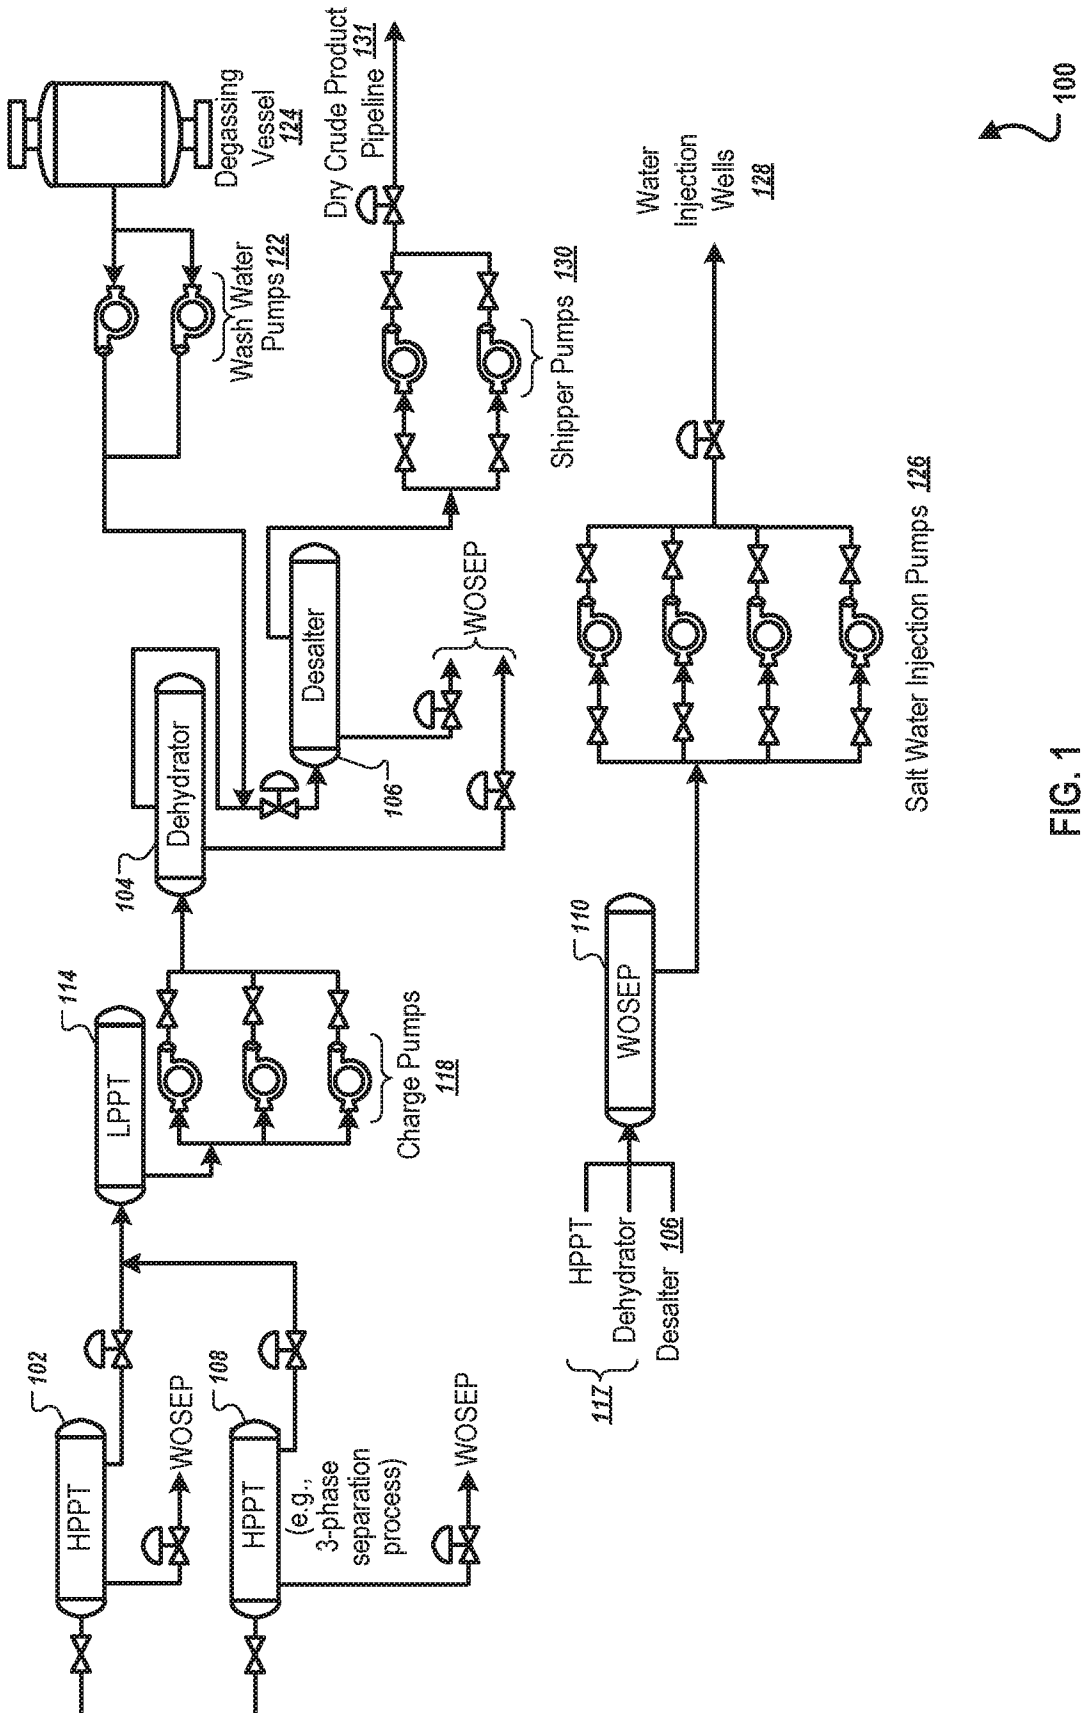 102
HPPT
WOSEP
108
HPPT
(e.g.,
3-phase
separation
process)
WOSEP
114
LPPT
Charge Pumps
118
104
Dehydrator
Desalter
106
WOSEP
Wash Water
Pumps 122
Degassing
Vessel
124
Shipper Pumps 130
Dry Crude Product
Pipeline 131
117
HPPT
Dehydrator
Desalter 106
110
WOSEP
Salt Water Injection Pumps 126
Water
Injection
Wells
128
FIG. 1
100